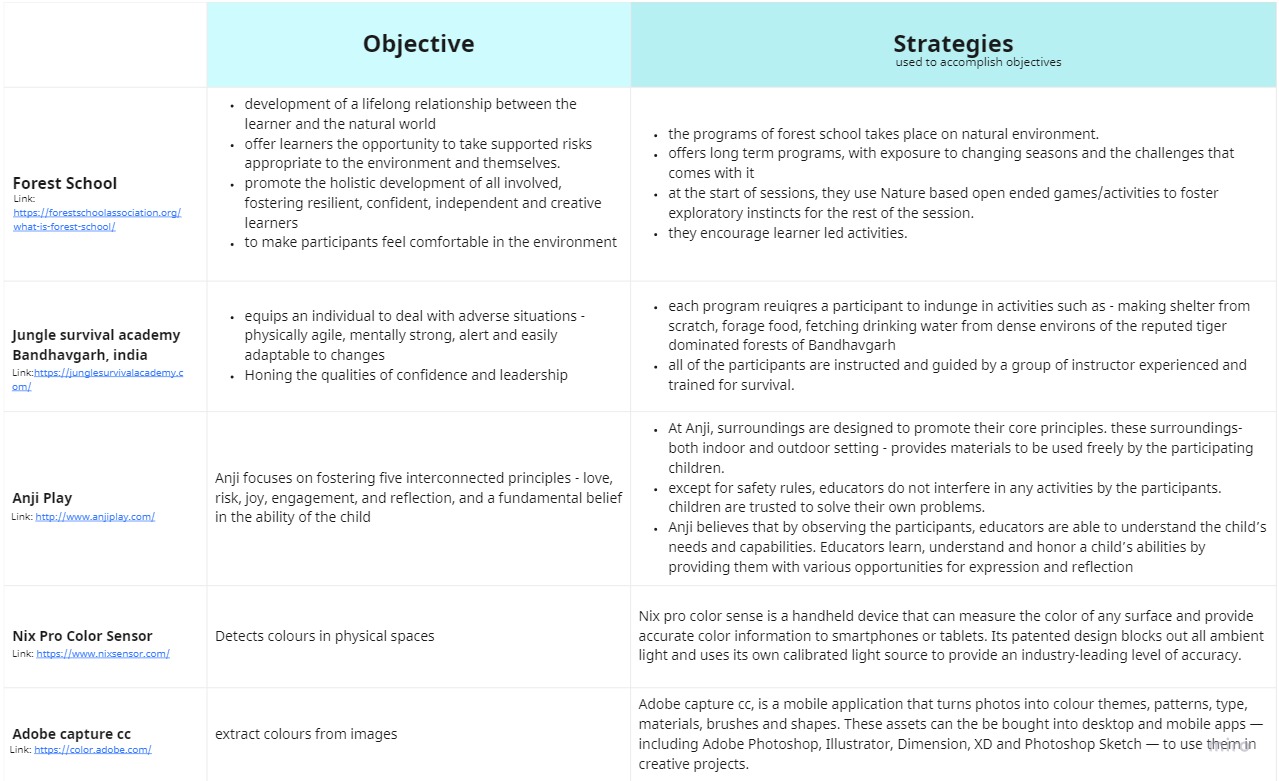 Objective
Strategies
used to accomplish objectives
Forest School
Link:
https://forestschoolassociation.org/
what-is-forest-school/
• development of a lifelong relationship between the
learner and the natural world
• offer learners the opportunity to take supported risks
appropriate to the environment and themselves.
• promote the holistic development of all involved,
fostering resilient, confident, independent and creative
learners
• to make participants feel comfortable in the environment
• the programs of forest school takes place on natural environment.
• offers long term programs, with exposure to changing seasons and the challenges that
comes with it
• at the start of sessions, they use Nature based open ended games/activities to foster
exploratory instincts for the rest of the session.
• they encourage learner led activities.
Jungle survival academy
Bandhavgarh, india
Link:https://junglesurvivalacademy.c
om/
• equips an individual to deal with adverse situations -
physically agile, mentally strong, alert and easily
adaptable to changes
• Honing the qualities of confidence and leadership
• each program reuiqres a participant to indunge in activities such as - making shelter from
scratch, forage food, fetching drinking water from dense environs of the reputed tiger
dominated forests of Bandhavgarh
• all of the participants are instructed and guided by a group of instructor experienced and
trained for survival.
Anji Play
Link: http://www.anjiplay.com/
Anji focuses on fostering five interconnected principles - love,
risk, joy, engagement, and reflection, and a fundamental belief
in the ability of the child
• At Anji, surroundings are designed to promote their core principles. these surroundings-
both indoor and outdoor setting - provides materials to be used freely by the participating
children.
• except for safety rules, educators do not interfere in any activities by the participants.
children are trusted to solve their own problems.
• Anji believes that by observing the participants, educators are able to understand the child's
needs and capabilities. Educators learn, understand and honor a child's abilities by
providing them with various opportunities for expression and reflection
Nix Pro Color Sensor
Link: https://www.nixsensor.com/
Detects colours in physical spaces
Nix pro color sense is a handheld device that can measure the color of any surface and provide
accurate color information to smartphones or tablets. Its patented design blocks out all ambient
light and uses its own calibrated light source to provide an industry-leading level of accuracy.
Adobe capture cc
Link: https://color.adobe.com/
extract colours from images
Adobe capture cc, is a mobile application that turns photos into colour themes, patterns, type,
materials, brushes and shapes. These assets can the be bought into desktop and mobile apps —
including Adobe Photoshop, Illustrator, Dimension, XD and Photoshop Sketch — to use them in
creative projects.
miro